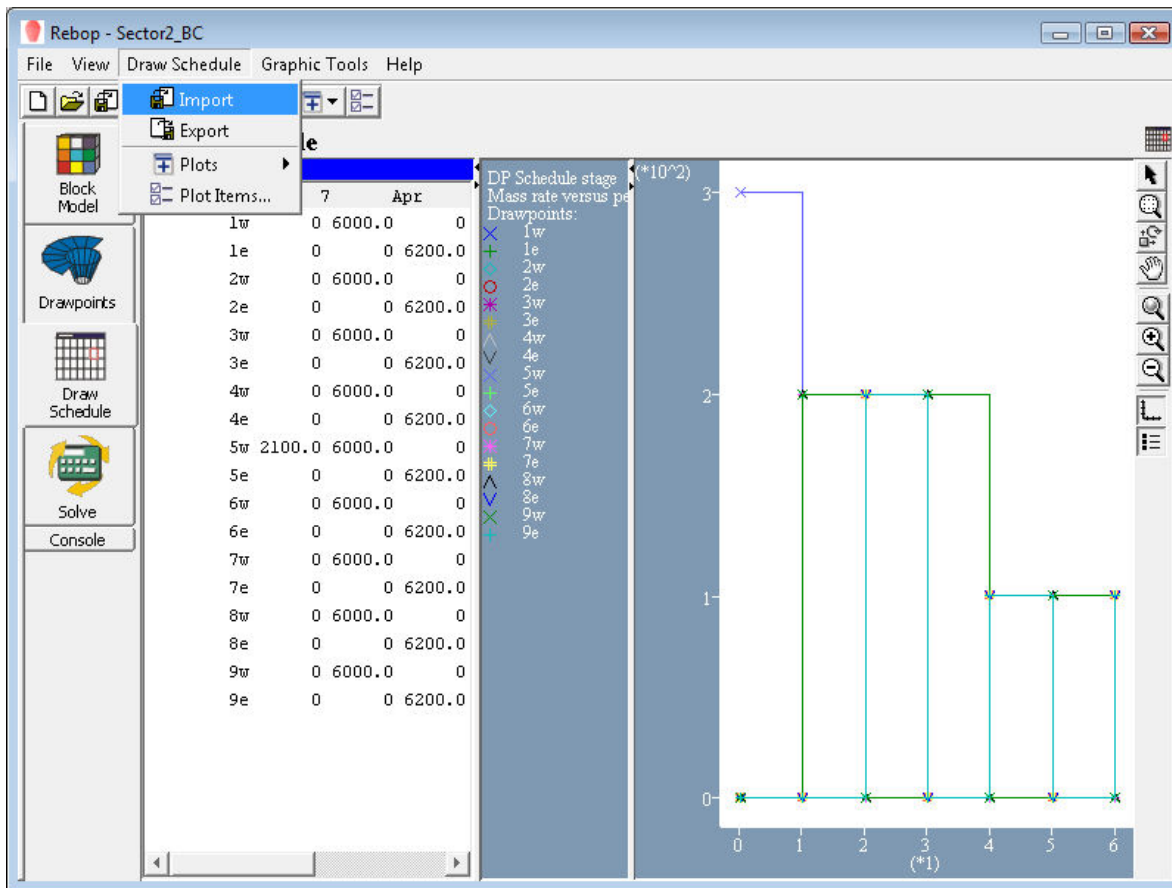 Rebop - Sector2_BC
File View Draw Schedule Graphic Tools Help
Import
Export
Plots
Plot Items...
le
Block
Model
Drawpoints
Draw
Schedule
Solve
Console
7 Apr
1w 0 6000.0 0
1e 0 0 6200.0
2w 0 6000.0 0
2e 0 0 6200.0
3w 0 6000.0 0
3e 0 0 6200.0
4w 0 6000.0 0
4e 0 0 6200.0
5w 2100.0 6000.0 0
5e 0 0 6200.0
6w 0 6000.0 0
6e 0 0 6200.0
7w 0 6000.0 0
7e 0 0 6200.0
8w 0 6000.0 0
8e 0 0 6200.0
9w 0 6000.0 0
9e 0 0 6200.0
DP Schedule stage
Mass rate versus pe
Drawpoints:
1w
1e
2w
2e
3w
3e
4w
4e
5w
5e
6w
6e
7w
7e
8w
8e
9w
9e
(*10^2)
3
2
1
0
0 1 2 3 4 5 6
(*1)